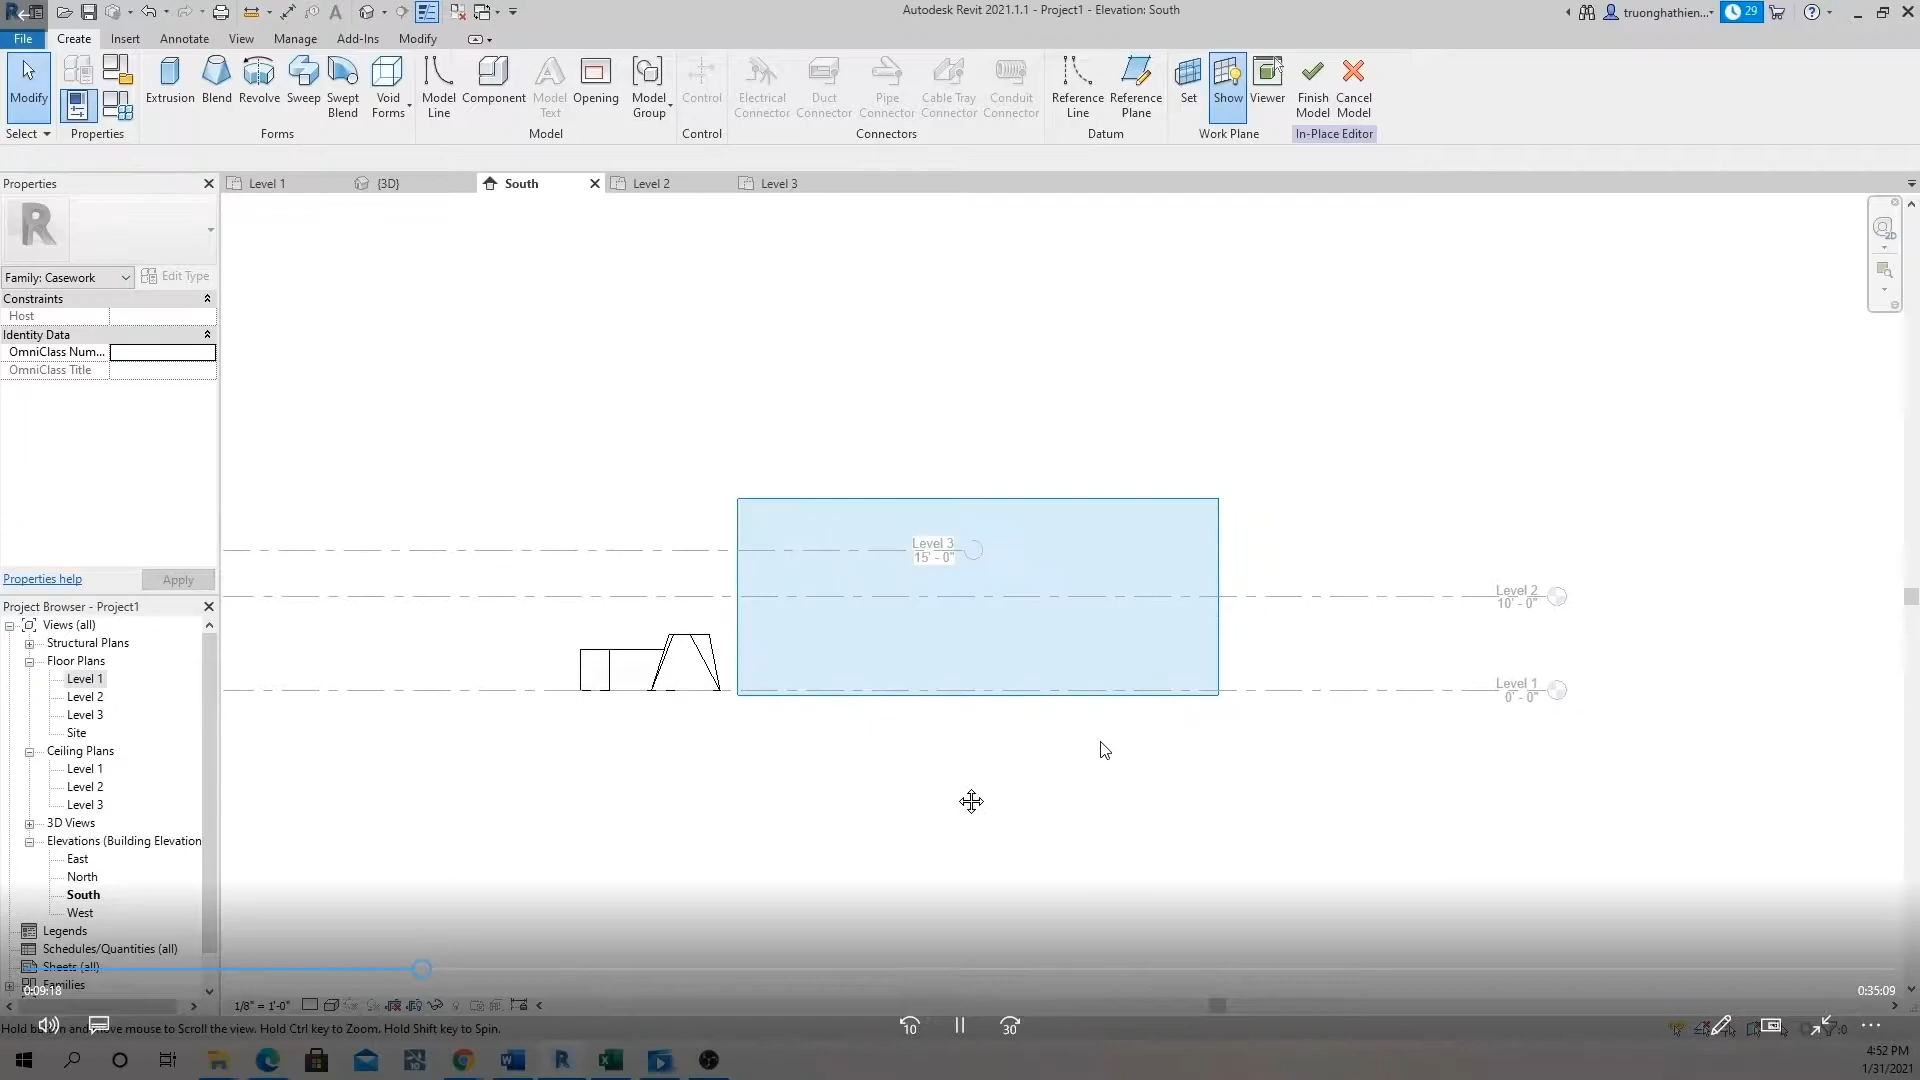 Autodesk Revit 2021.1.1 - Project1 - Elevation: South
truonghathien...
29
File Create Insert Annotate View Manage Add-Ins Modify
Modify
Extrusion Blend Revolve Sweep Swept Blend Void Forms
Model Line Component Model Text Opening Model Group
Control
Electrical Connector Duct Connector Pipe Connector Cable Tray Connector Conduit Connector
Reference Line Reference Plane
Set Show Viewer
Finish Model Cancel Model
Select Properties Forms Model Control Connectors Datum Work Plane In-Place Editor
Properties
Level 1 {3D} South Level 2 Level 3
R
2D
Family: Casework
Edit Type
Constraints
Host
Identity Data
OmniClass Num...
OmniClass Title
Level 3
15' - 0"
Level 2
10' - 0"
Level 1
0' - 0"
Properties help
Apply
Project Browser - Project1
Views (all)
Structural Plans
Floor Plans
Level 1
Level 2
Level 3
Site
Ceiling Plans
Level 1
Level 2
Level 3
3D Views
Elevations (Building Elevation
East
North
South
West
Legends
Schedules/Quantities (all)
Sheets (all)
Families
0:09:18
0:35:09
1/8" = 1'-0"
10
30
:0
4:52 PM
1/31/2021